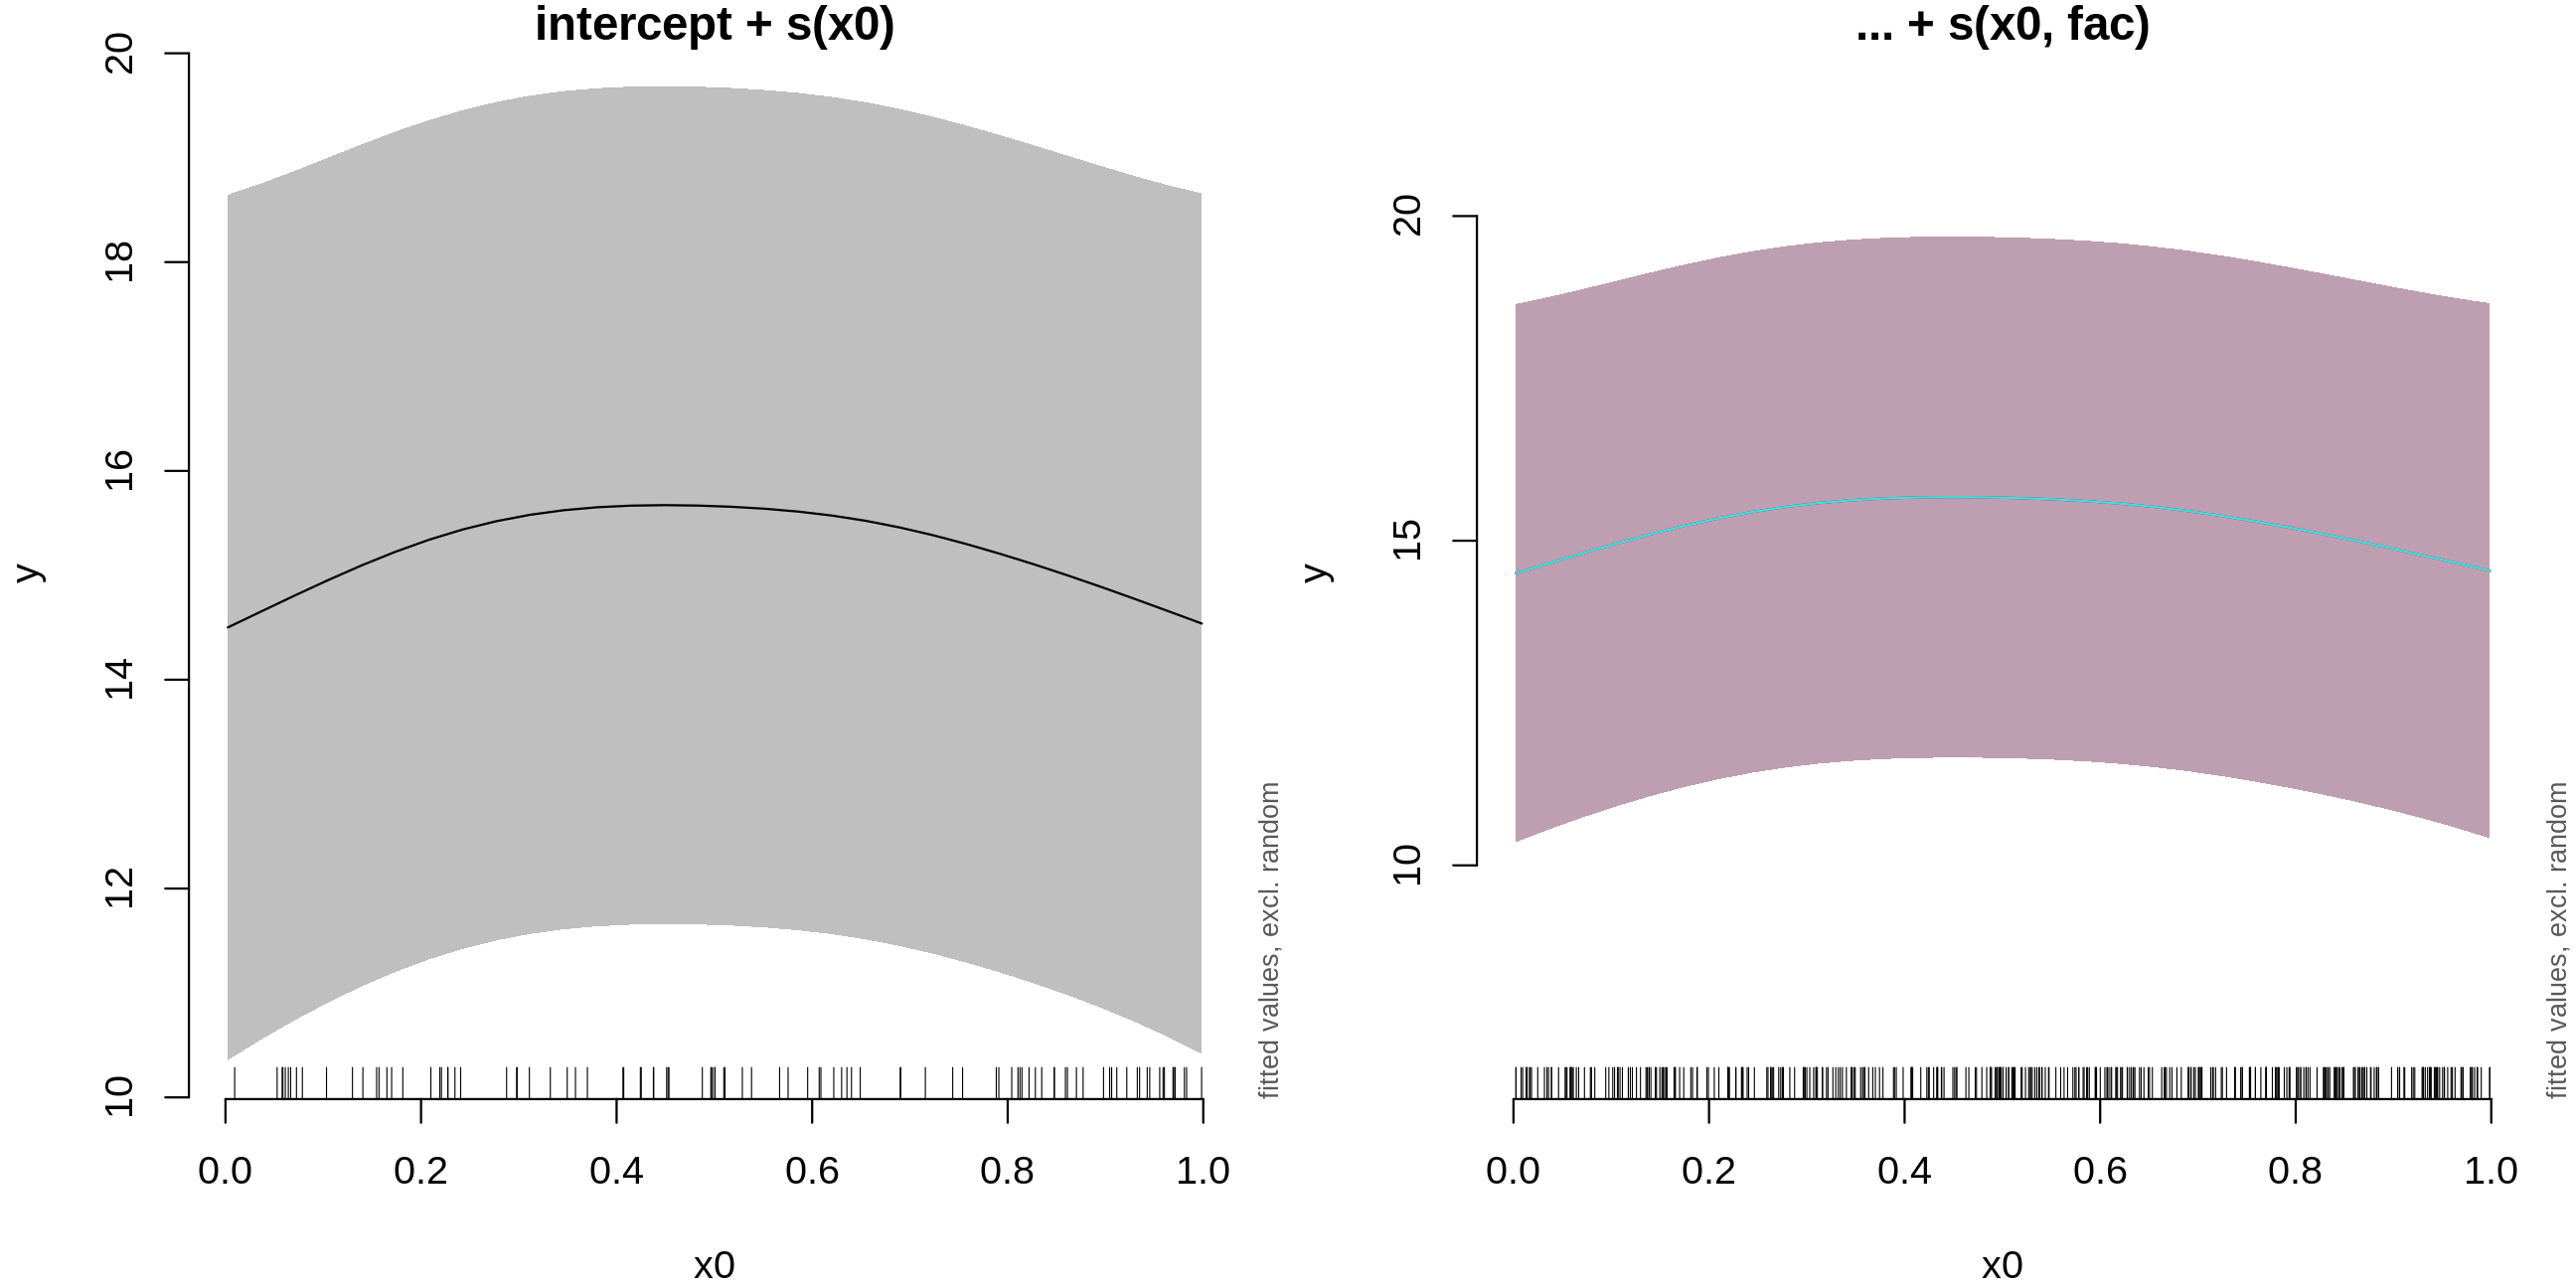 intercept + s(x0)
20
18
16
14
12
10
y
0.0 0.2 0.4 0.6 0.8 1.0
x0
fitted values, excl. random
... + s(x0, fac)
20
15
10
y
0.0 0.2 0.4 0.6 0.8 1.0
x0
fitted values, excl. random